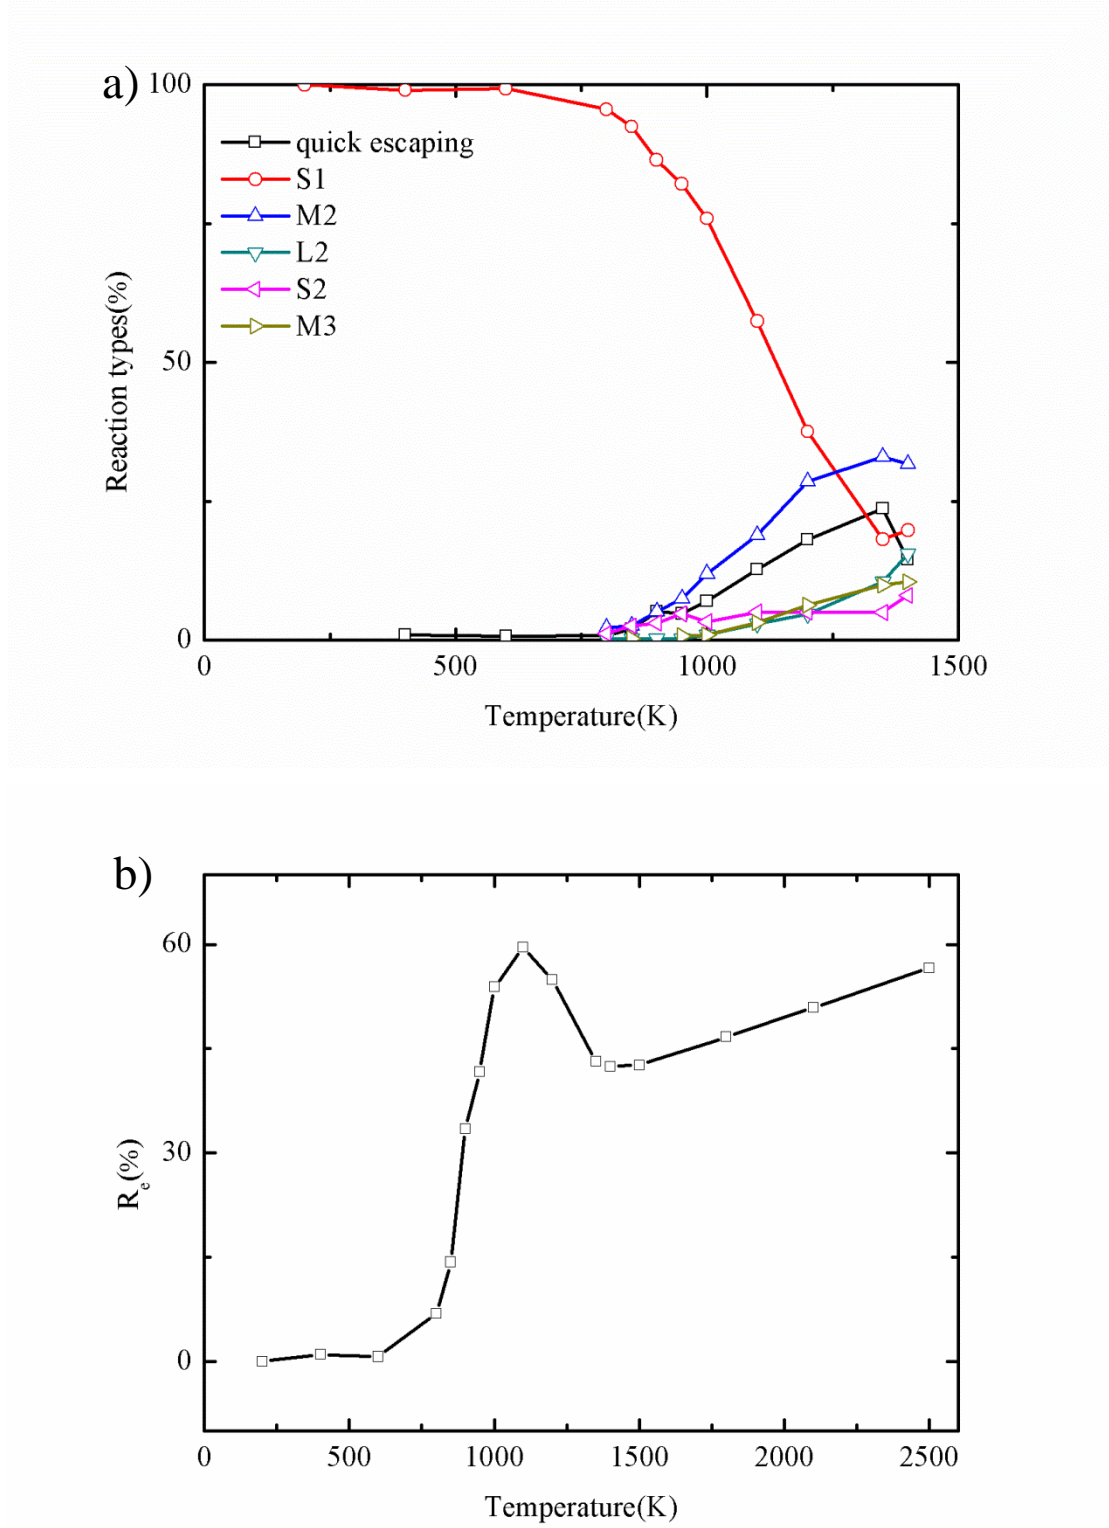 a)
100
quick escaping
S1
M2
L2
S2
M3
50
0
Reaction types(%)
0 500 1000 1500
Temperature(K)
b)
60
30
0
Re(%)
0 500 1000 1500 2000 2500
Temperature(K)